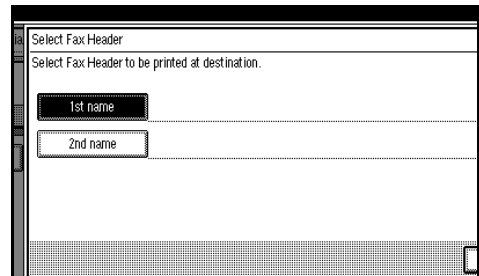 Select Fax Header
Select Fax Header to be printed at destination.
1st name
2nd name